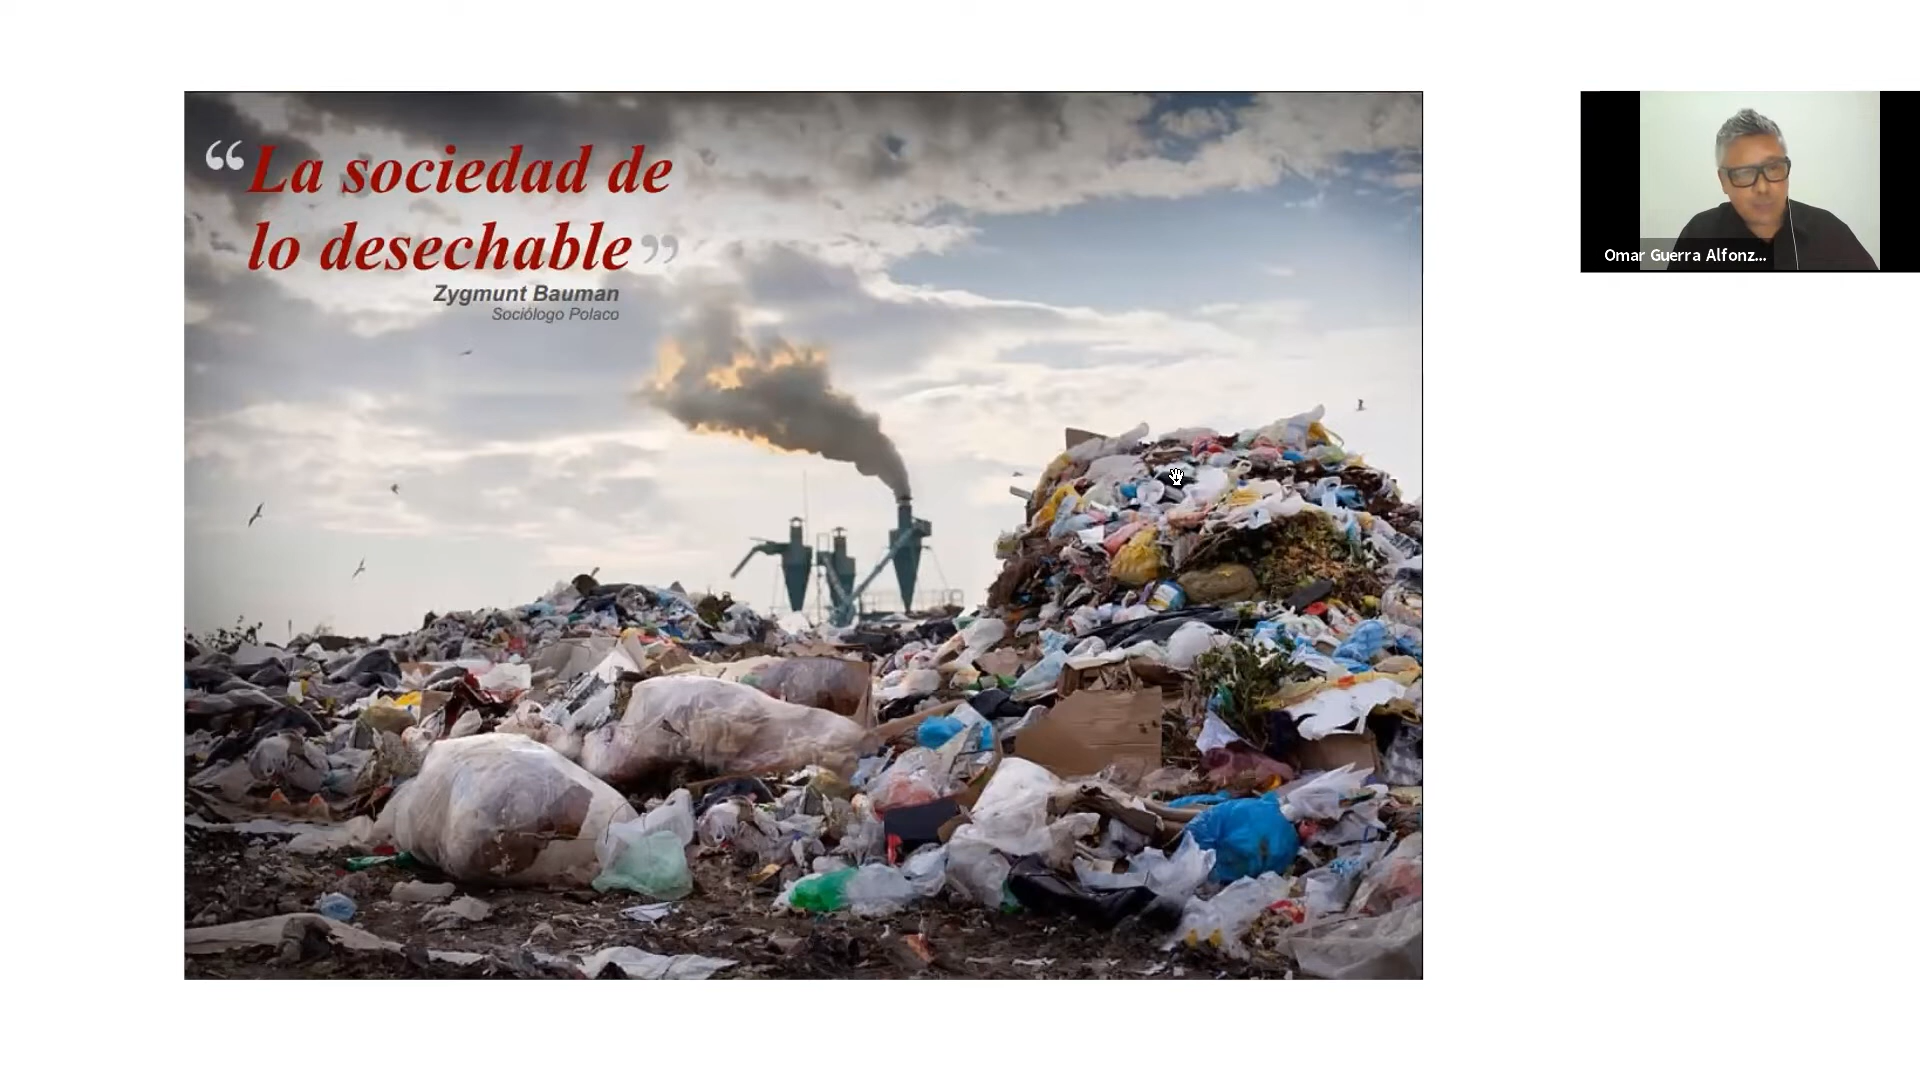 “La sociedad de
lo desechable”
Zygmunt Bauman
Sociólogo Polaco
Omar Guerra Alfonz...